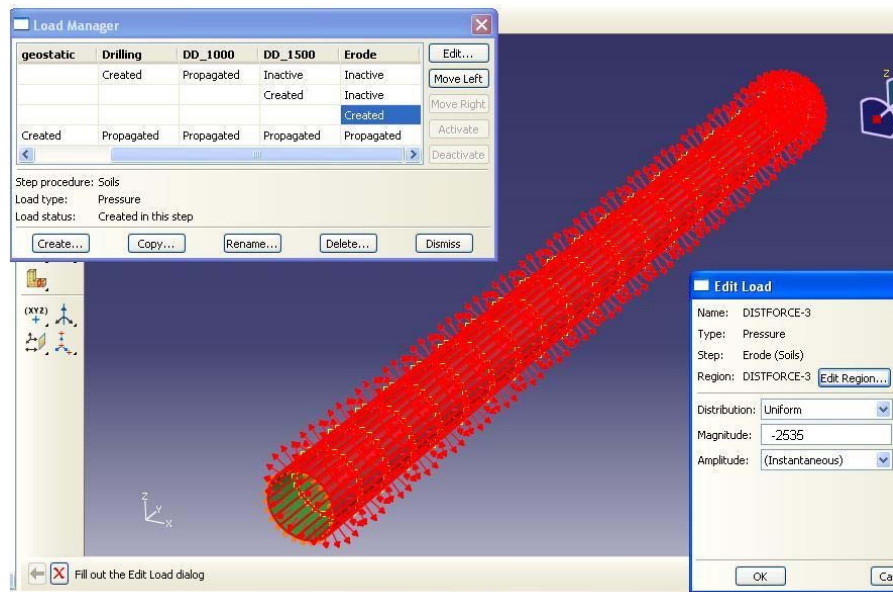 Load Manager
geostatic Drilling DD_1000 DD_1500 Erode
Created Propagated Inactive Inactive
Created Inactive
Created
Created Propagated Propagated Propagated Propagated
Edit...
Move Left
Move Right
Activate
Deactivate
Step procedure: Soils
Load type: Pressure
Load status: Created in this step
Create... Copy... Rename... Delete... Dismiss
(XYZ)
z
Z
Y
X
Edit Load
Name: DISTFORCE-3
Type: Pressure
Step: Erode (Soils)
Region: DISTFORCE-3 Edit Region...
Distribution: Uniform
Magnitude: -2535
Amplitude: (Instantaneous)
OK Ca
Fill out the Edit Load dialog